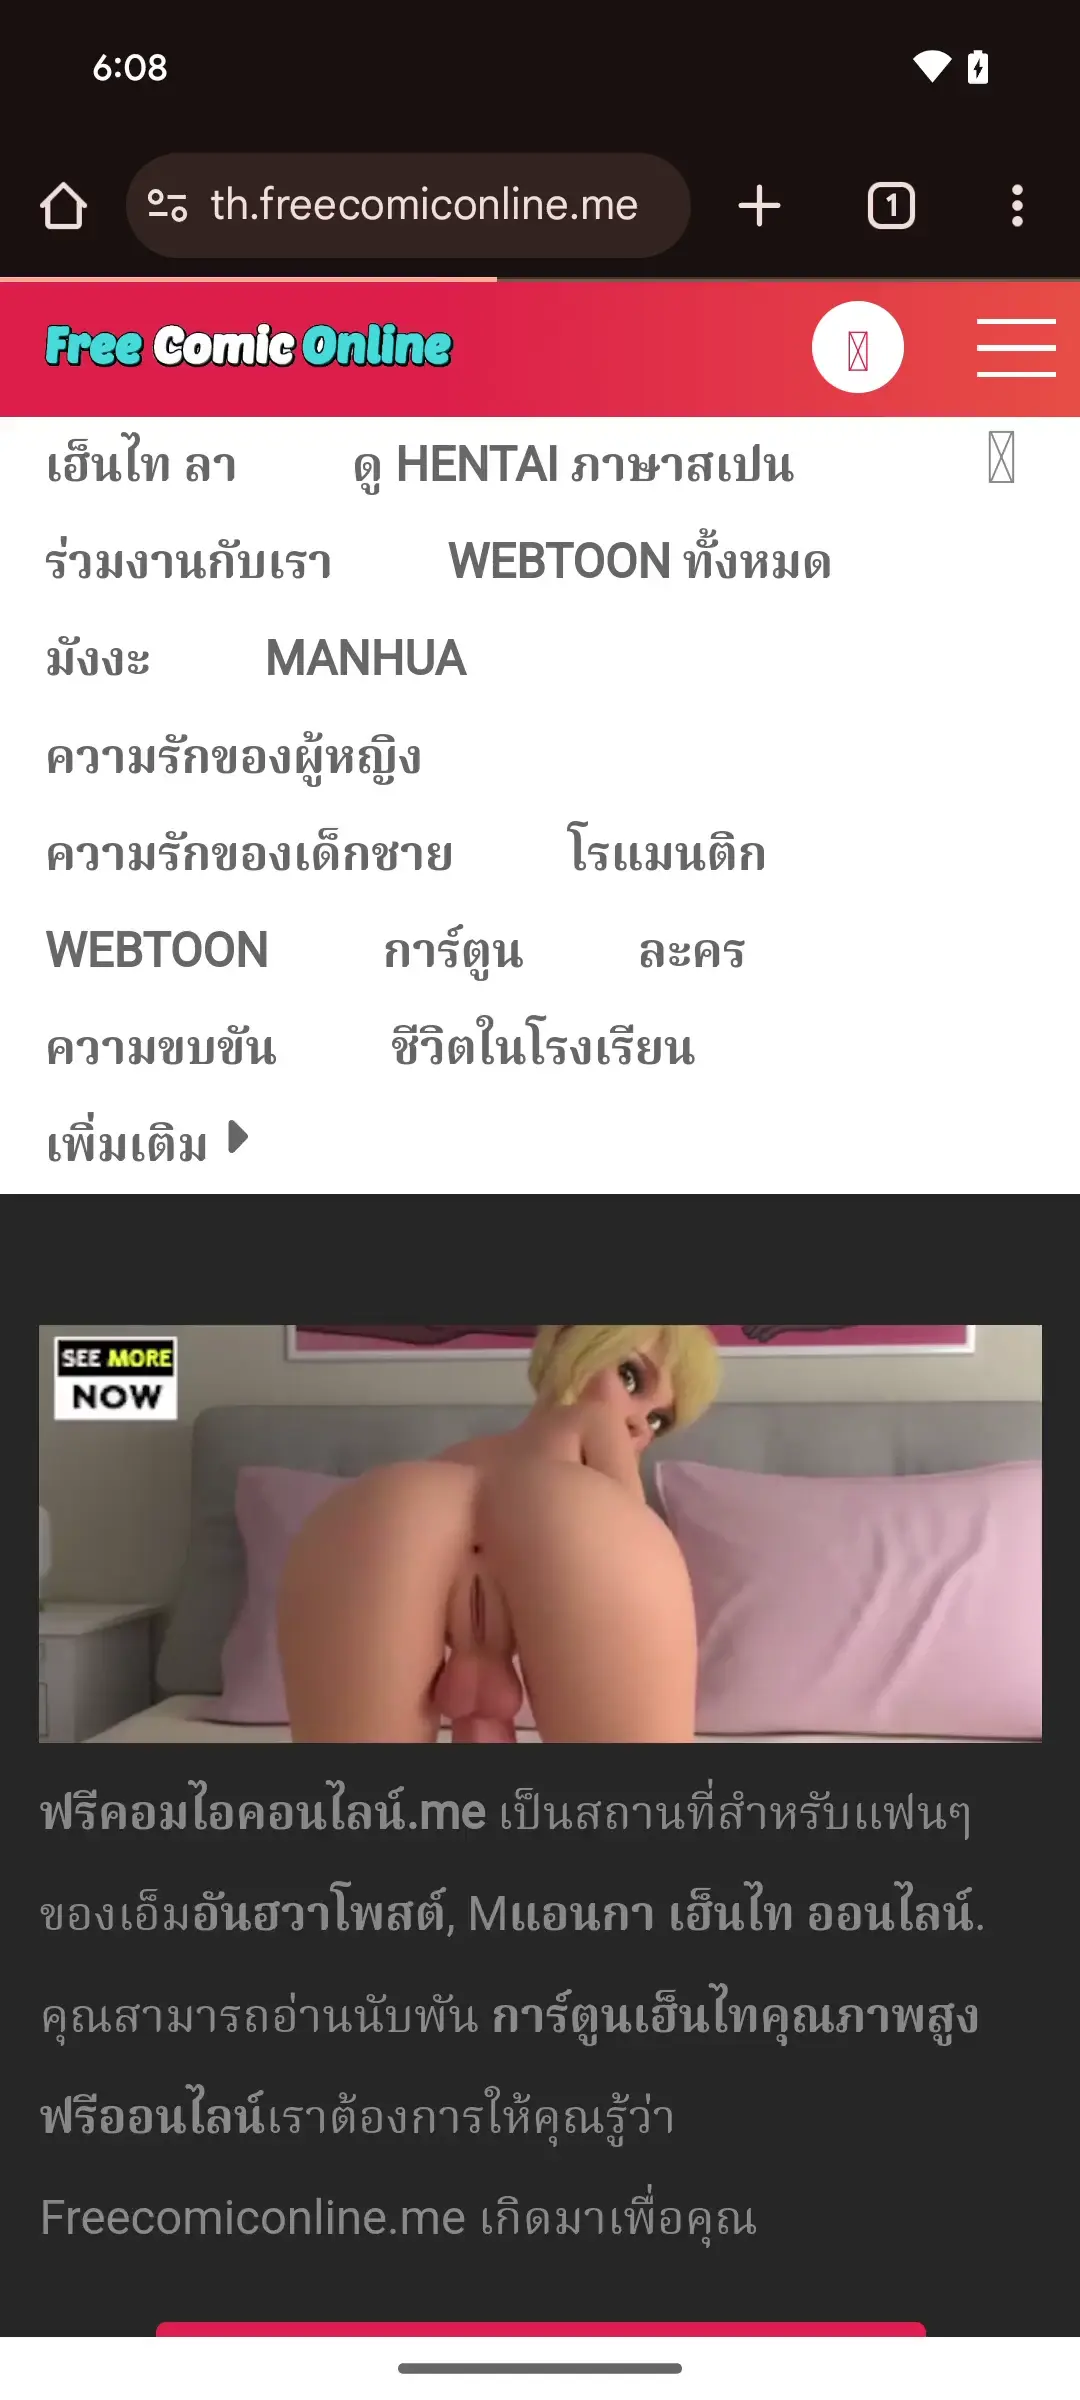 6:08
th.freecomiconline.me
1
Free Comic Online
เฮ็นไท ลา ดู HENTAI ภาษาสเปน
ร่วมงานกับเรา WEBTOON ทั้งหมด
มังงะ MANHUA
ความรักของผู้หญิง
ความรักของเด็กชาย โรแมนติก
WEBTOON การ์ตูน ละคร
ความขบขัน ชีวิตในโรงเรียน
เพิ่มเติม
SEE MORE
NOW
ฟรีคอมไอคอนไลน์.me เป็นสถานที่สำหรับแฟนๆ
ของเอ็มอันฮวาโพสต์, Mแอนกา เฮ็นไท ออนไลน์.
คุณสามารถอ่านนับพัน การ์ตูนเฮ็นไทคุณภาพสูง
ฟรีออนไลน์เราต้องการให้คุณรู้ว่า
Freecomiconline.me เกิดมาเพื่อคุณ